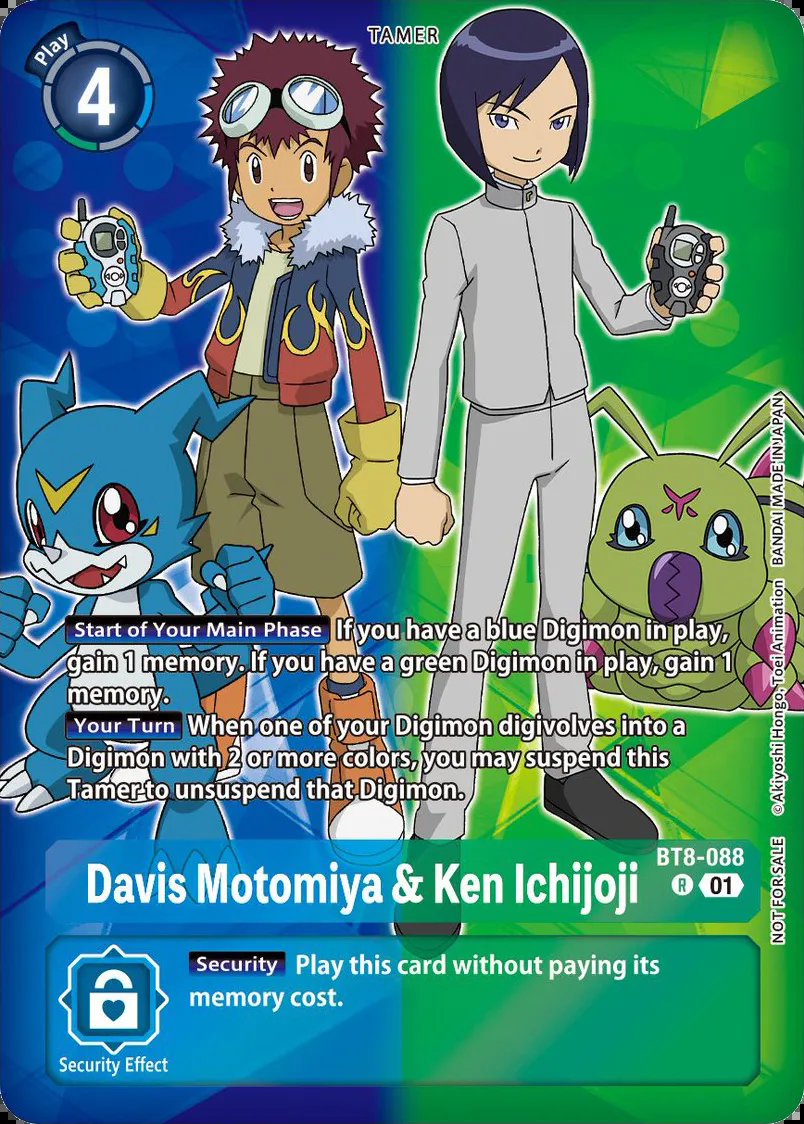 TAMER
Play
4
Start of Your Main Phase If you have a blue Digimon in play,
gain 1 memory. If you have a green Digimon in play, gain 1
memory.
Your Turn When one of your Digimon digivolves into a
Digimon with 2 or more colors, you may suspend this
Tamer to unsuspend that Digimon.
BT8-088
Davis Motomiya & Ken Ichijoji
R 01
Security Play this card without paying its
memory cost.
Security Effect
©Akiyoshi Hongo, Toei Animation BANDAI MADE IN JAPAN
NOT FOR SALE